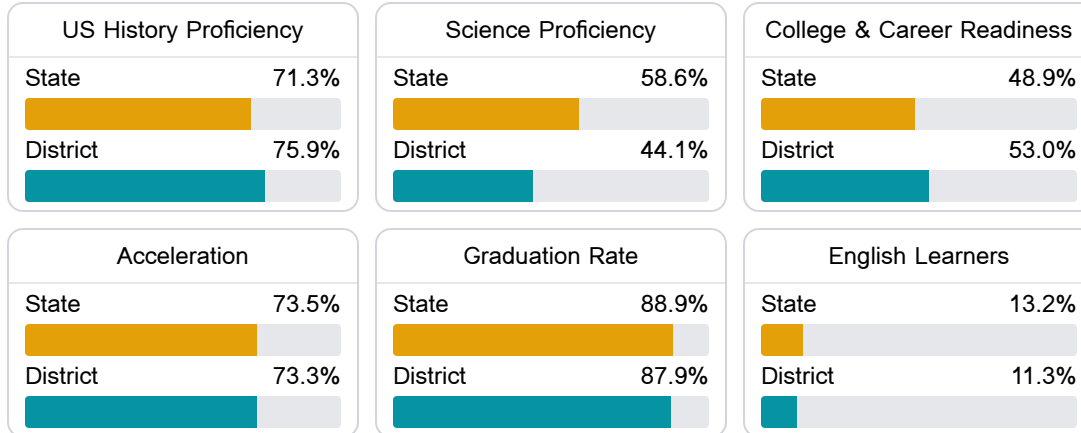 US History Proficiency
State 71.3%
District 75.9%
Science Proficiency
State 58.6%
District 44.1%
College & Career Readiness
State 48.9%
District 53.0%
Acceleration
State 73.5%
District 73.3%
Graduation Rate
State 88.9%
District 87.9%
English Learners
State 13.2%
District 11.3%